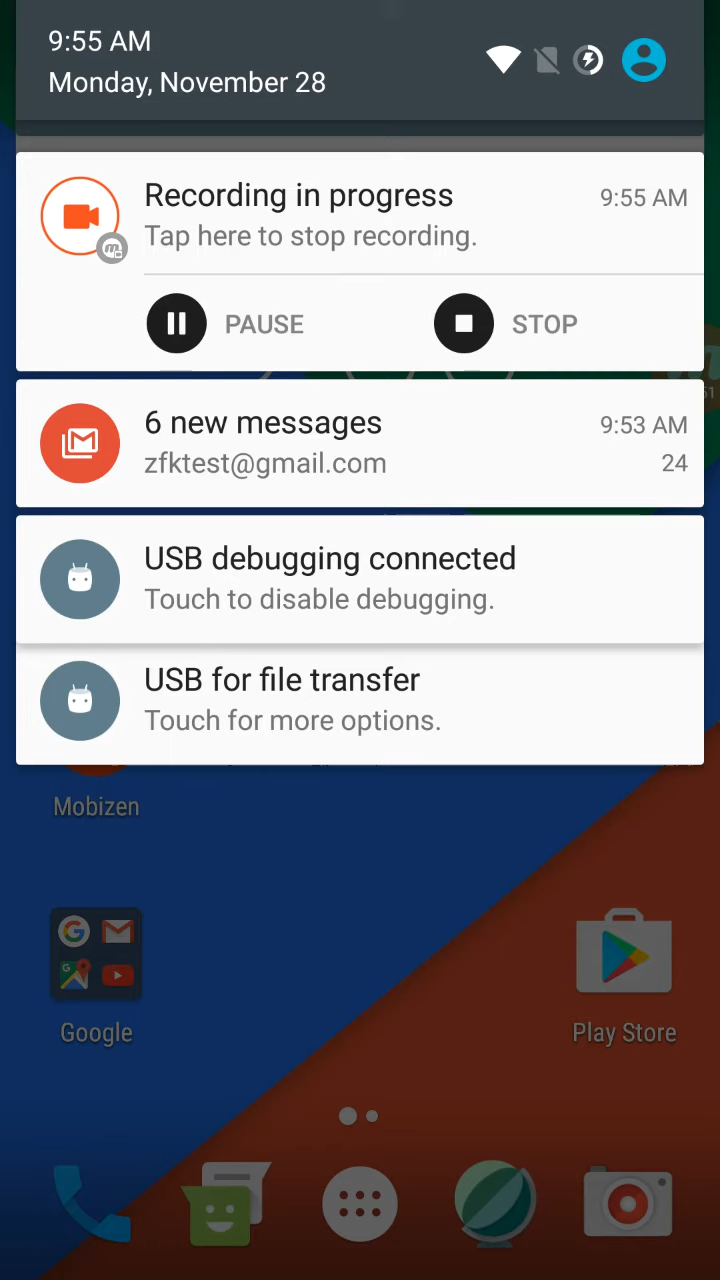 9:55 AM
Monday, November 28
Recording in progress
9:55 AM
Tap here to stop recording.
PAUSE
STOP
6 new messages
9:53 AM
zfktest@gmail.com
24
USB debugging connected
Touch to disable debugging.
USB for file transfer
Touch for more options.
Mobizen
Google
Play Store